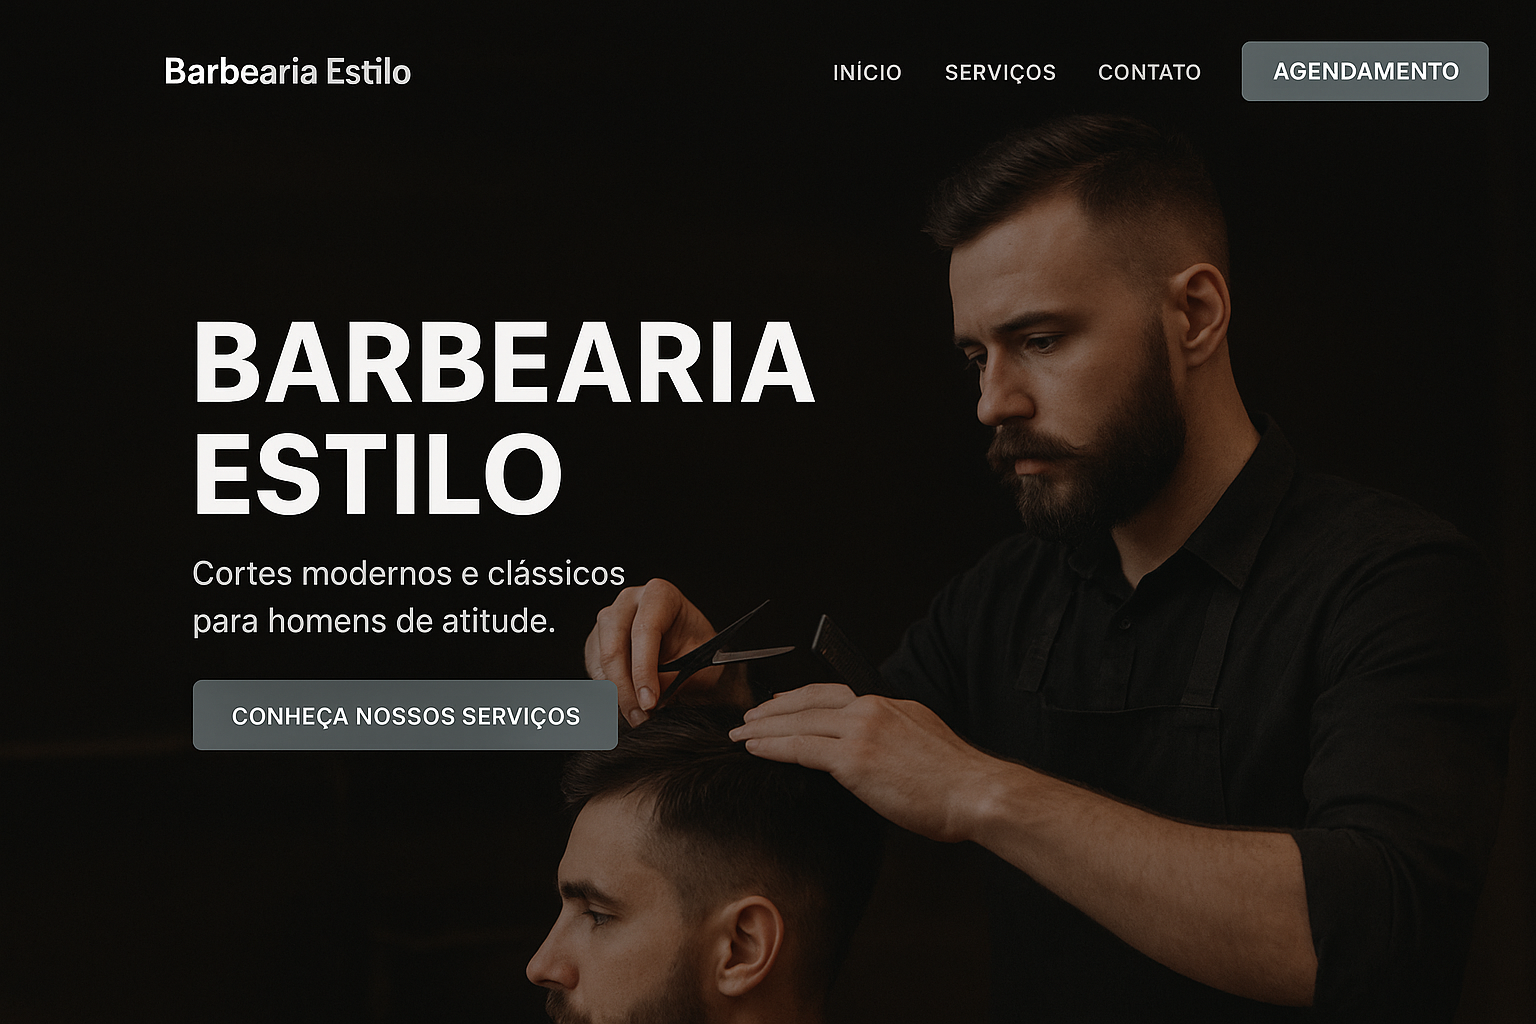 Barbearia Estilo
INÍCIO SERVIÇOS CONTATO AGENDAMENTO
BARBEARIA
ESTILO
Cortes modernos e clássicos
para homens de atitude.
CONHEÇA NOSSOS SERVIÇOS